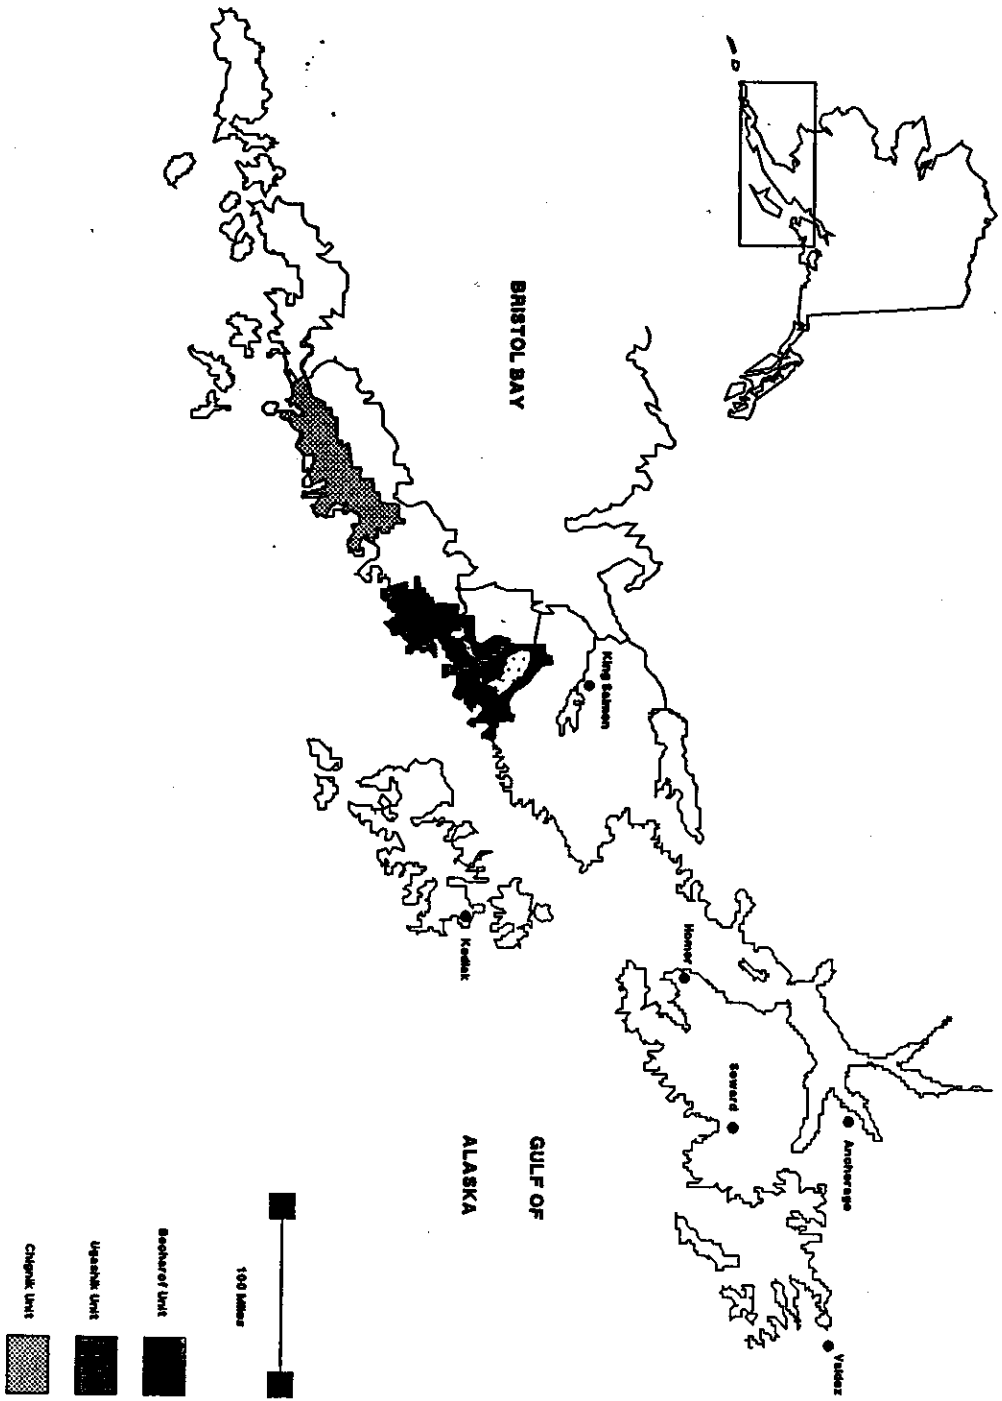 BRISTOL BAY
King Salmon
Kodiak
Homer
Seward
Anchorage
Valdez
GULF OF
ALASKA
100 Miles
Becharof Unit
Ugashik Unit
Chignik Unit